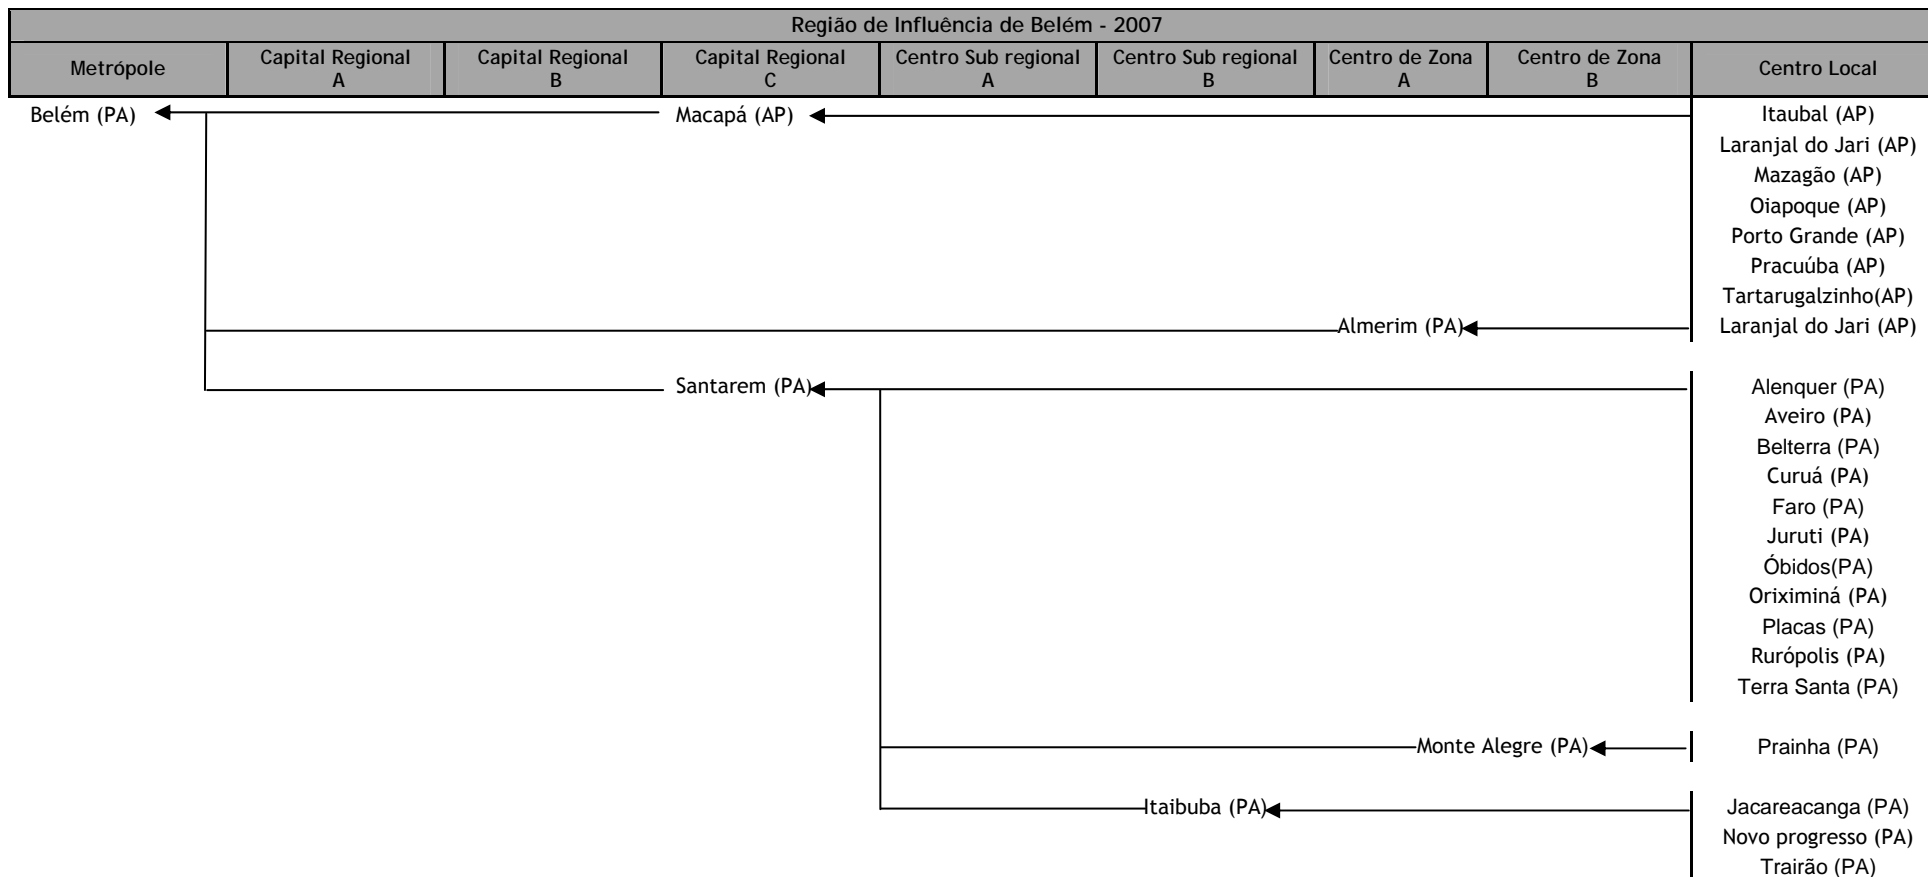 Região de Influência de Belém - 2007
Metrópole
Capital Regional
A
Capital Regional
B
Capital Regional
C
Centro Sub regional
A
Centro Sub regional
B
Centro de Zona
A
Centro de Zona
B
Centro Local
Belém (PA)
Macapá (AP)
Itaubal (AP)
Laranjal do Jari (AP)
Mazagão (AP)
Oiapoque (AP)
Porto Grande (AP)
Pracuúba (AP)
Tartarugalzinho(AP)
Almerim (PA)
Laranjal do Jari (AP)
Santarem (PA)
Alenquer (PA)
Aveiro (PA)
Belterra (PA)
Curuá (PA)
Faro (PA)
Juruti (PA)
Óbidos(PA)
Oriximiná (PA)
Placas (PA)
Rurópolis (PA)
Terra Santa (PA)
Monte Alegre (PA)
Prainha (PA)
Itaibuba (PA)
Jacareacanga (PA)
Novo progresso (PA)
Trairão (PA)